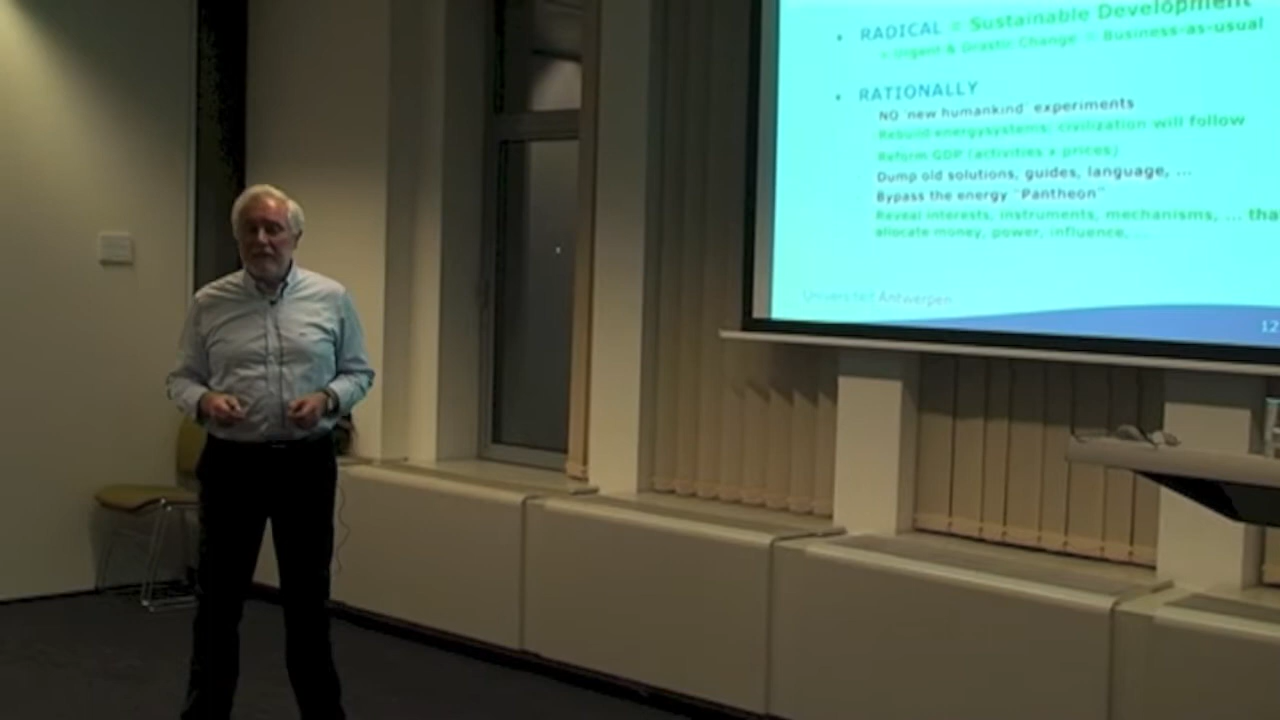 • RADICAL = Sustainable Development
= Urgent & Drastic Change Business-as-usual
• RATIONALLY
NO 'new humankind' experiments
Rebuild energysystems: civilization will follow
Reform GDP (activities x prices)
Dump old solutions, guides, language, ...
Bypass the energy "Pantheon"
Reveal interests, instruments, mechanisms, ... tha
allocate money, power, influence, ...
Universiteit Antwerpen
12